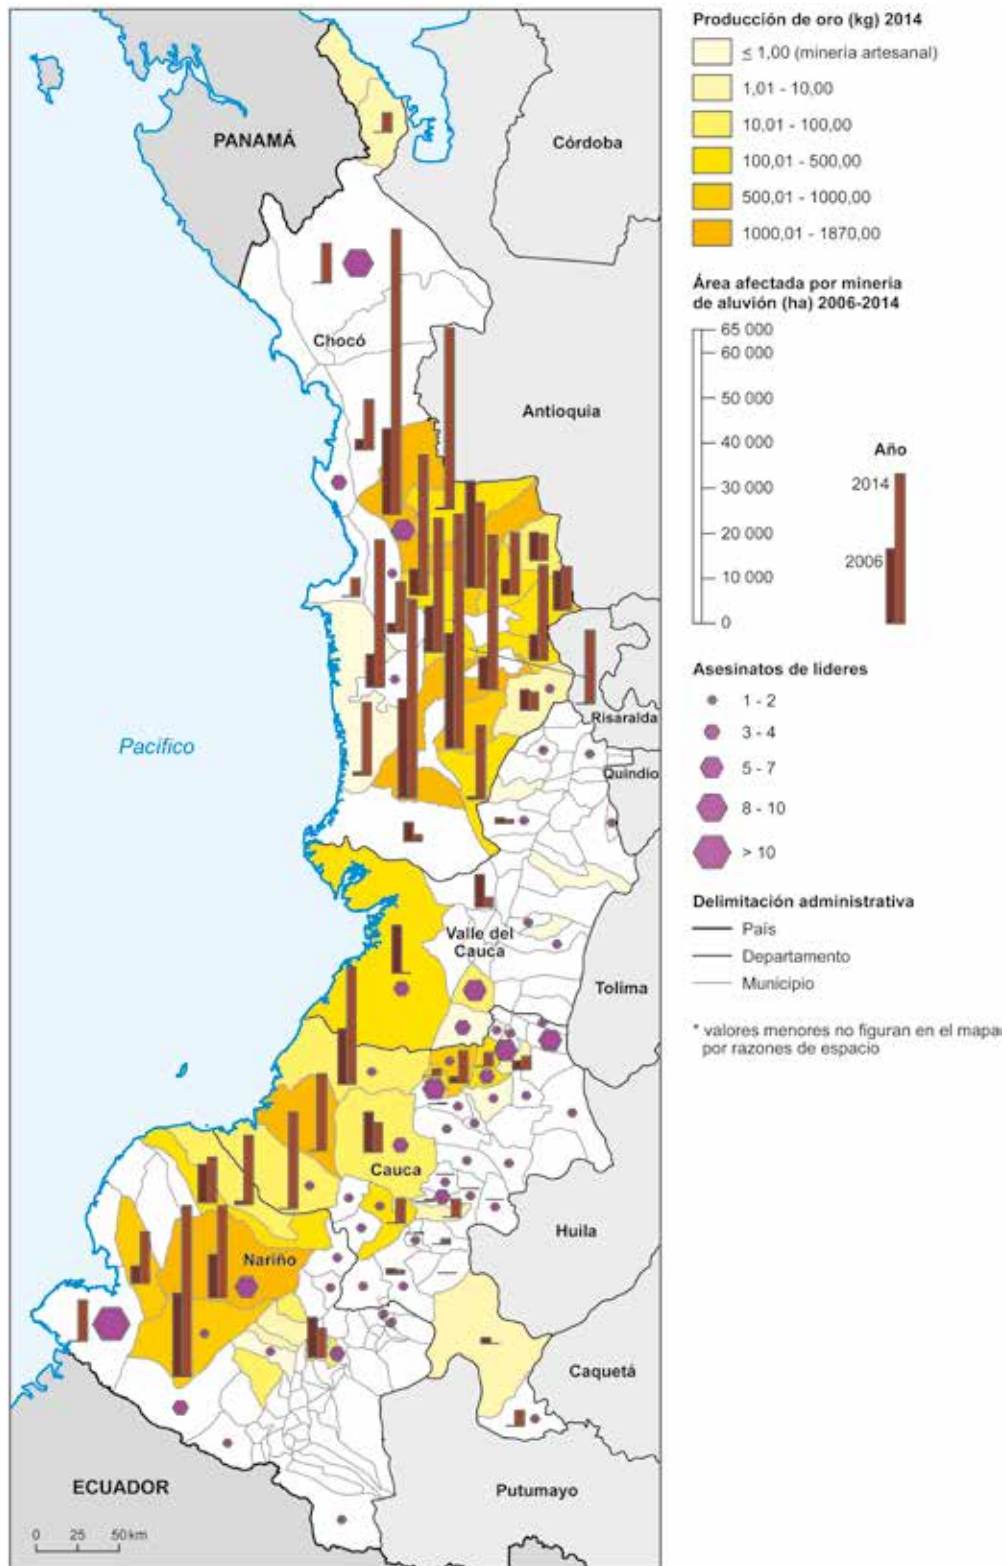 PANAMÁ
Córdoba
Chocó
Antioquia
Pacífico
Risaralda
Quindío
Valle del
Cauca
Tolima
Cauca
Huila
Nariño
Caquetá
ECUADOR
Putumayo
0 25 50 km
Producción de oro (kg) 2014
≤ 1,00 (mineria artesanal)
1,01 - 10,00
10,01 - 100,00
100,01 - 500,00
500,01 - 1000,00
1000,01 - 1870,00
Área afectada por mineria
de aluvión (ha) 2006-2014
65 000
60 000
50 000
40 000
30 000
20 000
10 000
0
Año
2014
2006
Asesinatos de lideres
1 - 2
3 - 4
5 - 7
8 - 10
> 10
Delimitación administrativa
País
Departamento
Municipio
* valores menores no figuran en el mapa
por razones de espacio